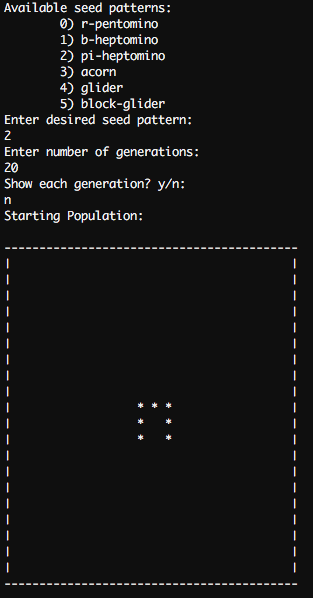 Available seed patterns:
        0) r-pentomino
        1) b-heptomino
        2) pi-heptomino
        3) acorn
        4) glider
        5) block-glider
Enter desired seed pattern:
2
Enter number of generations:
20
Show each generation? y/n:
n
Starting Population:

------------------------------------------
|                                        |
|                                        |
|                                        |
|                                        |
|                                        |
|                                        |
|                                        |
|                                        |
|                                        |
|                  * * *                 |
|                  *   *                 |
|                  *   *                 |
|                                        |
|                                        |
|                                        |
|                                        |
|                                        |
|                                        |
|                                        |
|                                        |
------------------------------------------